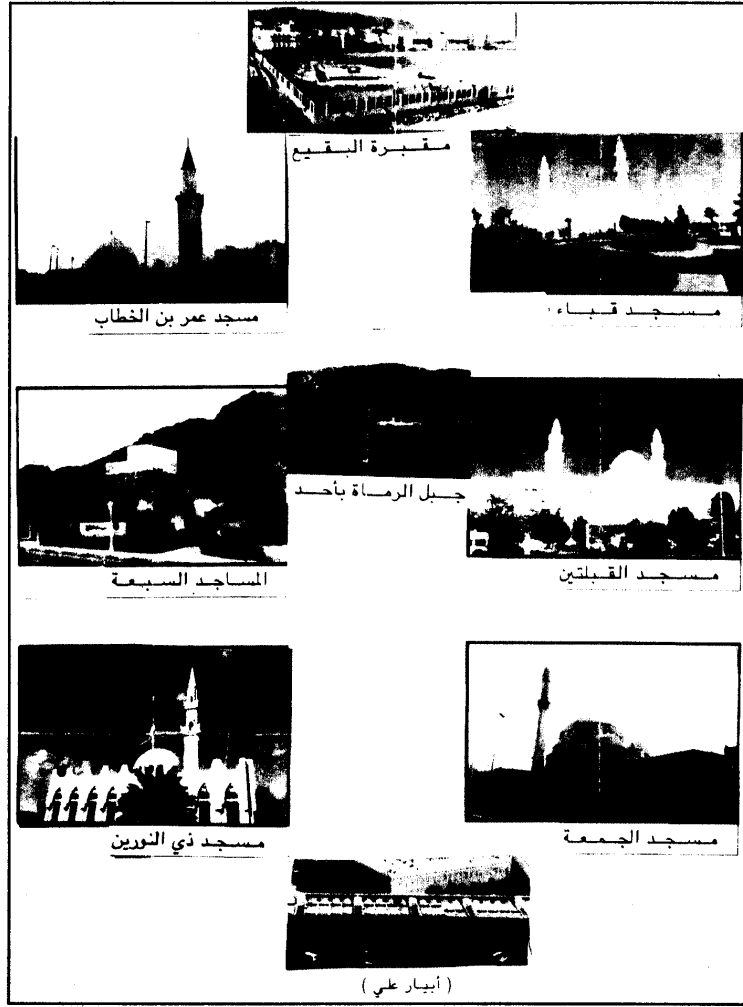 مقبرة البقيع
مسجد قباء
مسجد عمر بن الخطاب
جبل الرماة بأحد
مسجد القبلتين
المساجد السبعة
مسجد الجمعة
مسجد ذي النورين
( أبيار علي )